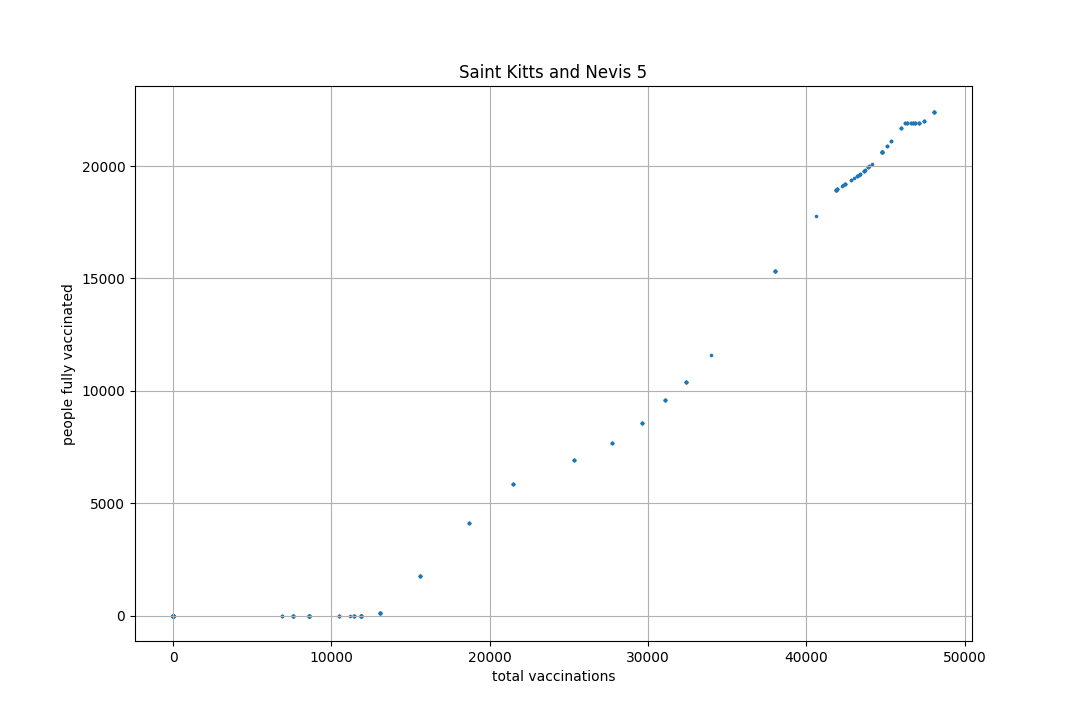 Saint Kitts and Nevis 5
people fully vaccinated
20000
15000
10000
5000
0
0 10000 20000 30000 40000 50000
total vaccinations